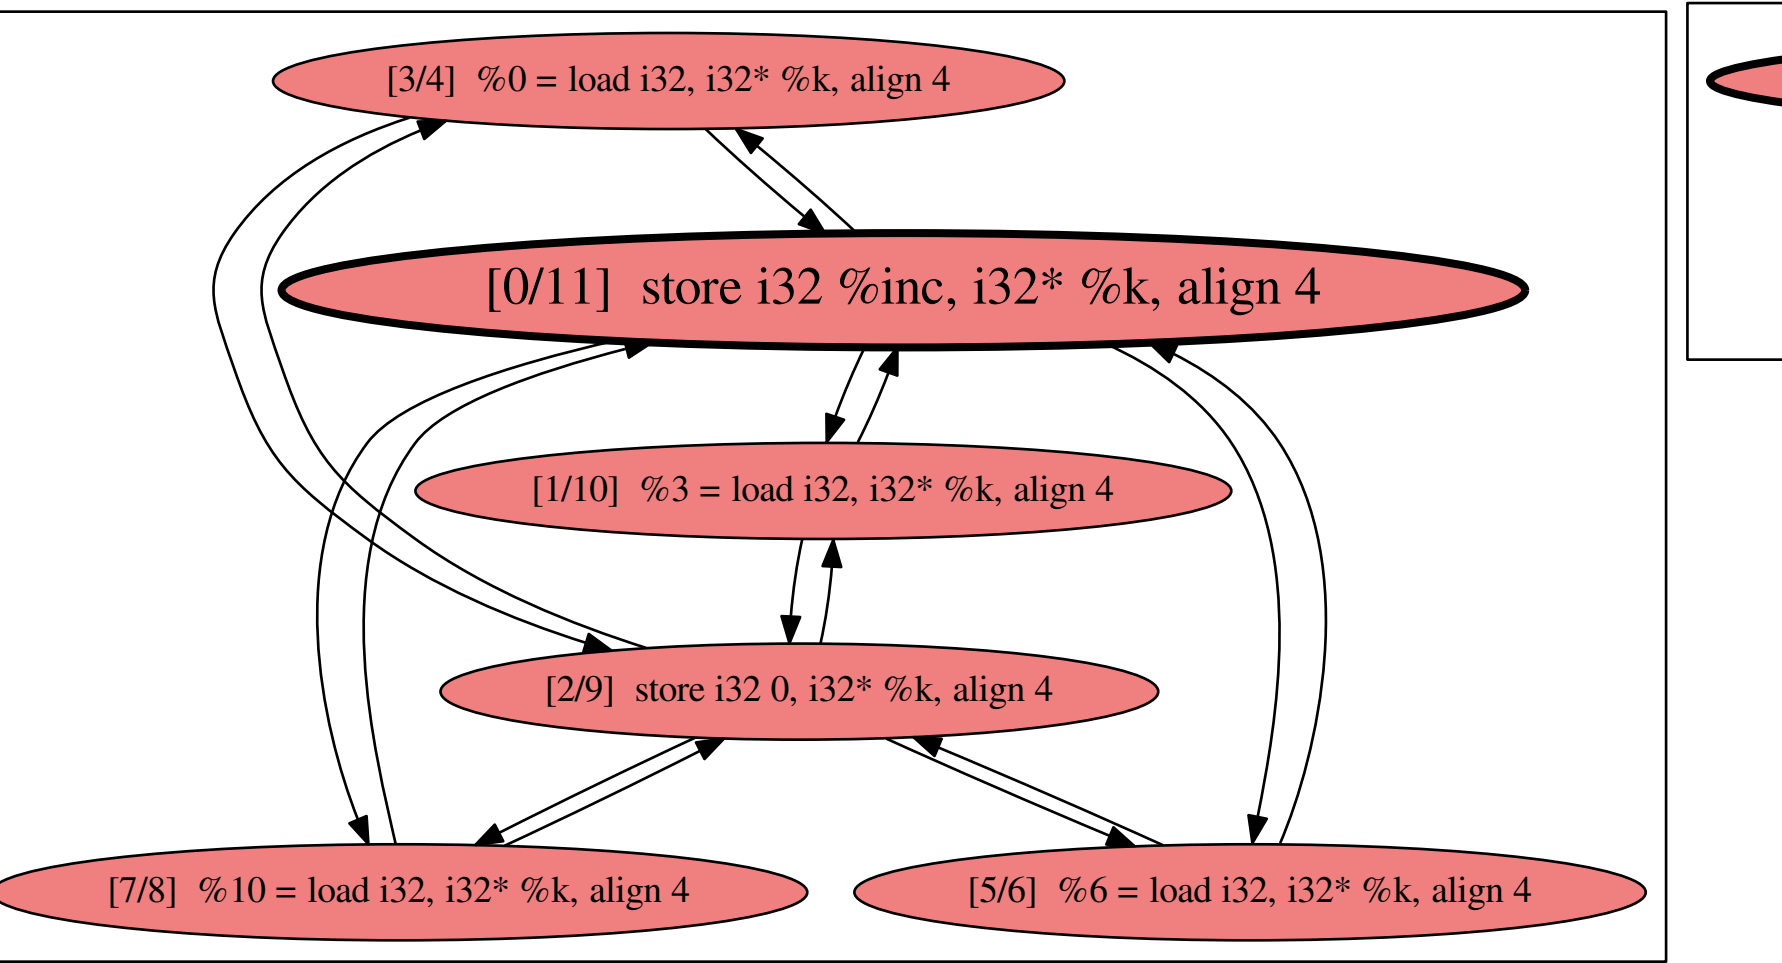 [3/4] %0 = load i32, i32* %k, align 4
[0/11] store i32 %inc, i32* %k, align 4
[1/10] %3 = load i32, i32* %k, align 4
[2/9] store i32 0, i32* %k, align 4
[7/8] %10 = load i32, i32* %k, align 4
[5/6] %6 = load i32, i32* %k, align 4